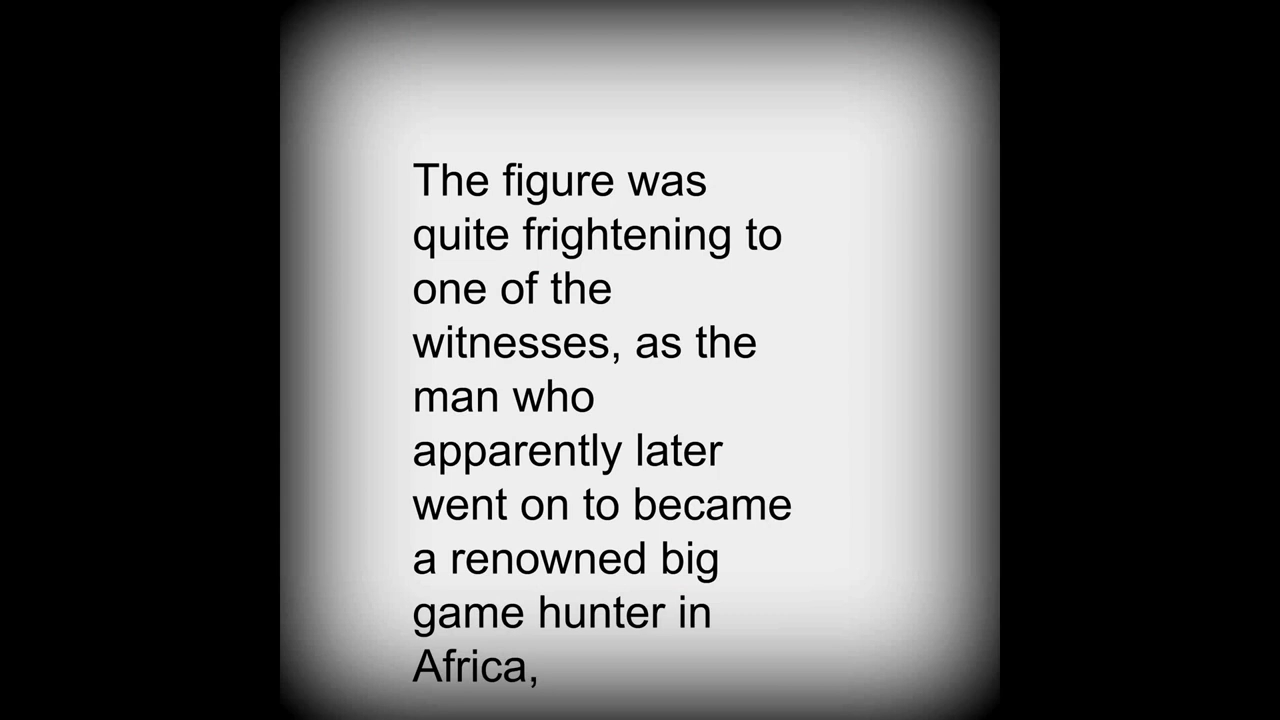 The figure was
quite frightening to
one of the
witnesses, as the
man who
apparently later
went on to became
a renowned big
game hunter in
Africa,